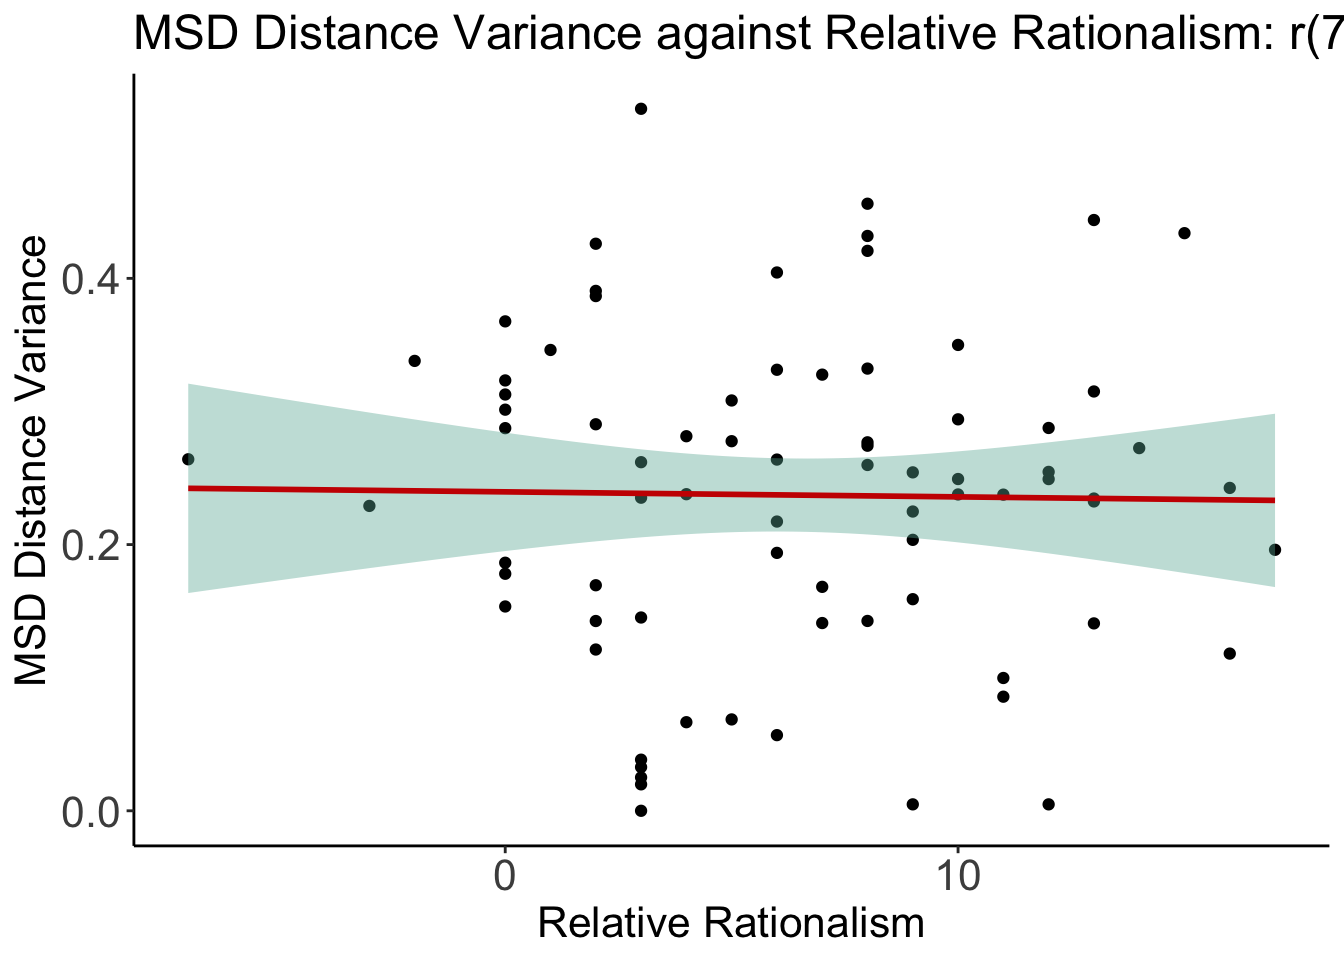 MSD Distance Variance against Relative Rationalism: r(7
MSD Distance Variance
0.4
0.2
0.0
0
10
Relative Rationalism